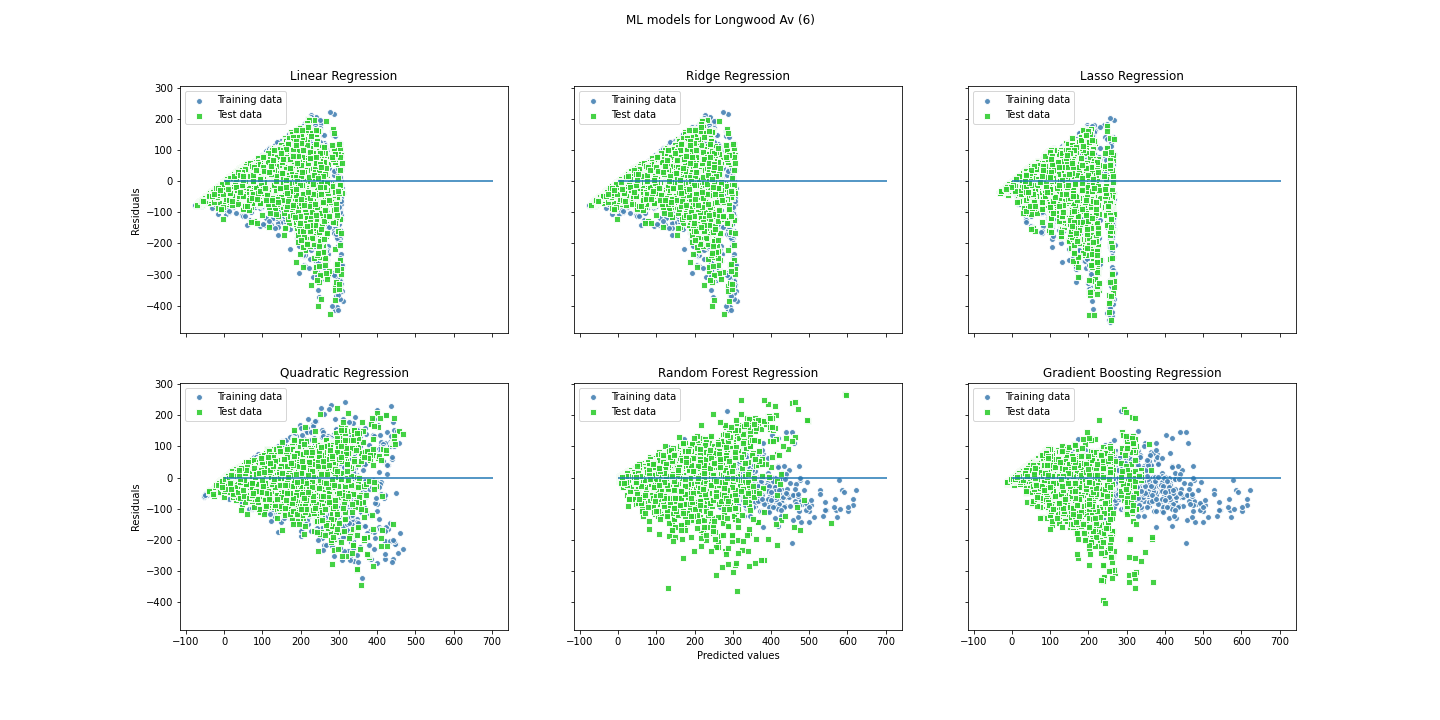 ML models for Longwood Av (6)
Linear Regression
Ridge Regression
Lasso Regression
Training data
Test data
Training data
Test data
Training data
Test data
300
200
100
0
−100
−200
−300
−400
Residuals
Quadratic Regression
Random Forest Regression
Gradient Boosting Regression
Training data
Test data
Training data
Test data
Training data
Test data
300
200
100
0
−100
−200
−300
−400
Residuals
−100 0 100 200 300 400 500 600 700
−100 0 100 200 300 400 500 600 700
−100 0 100 200 300 400 500 600 700
Predicted values